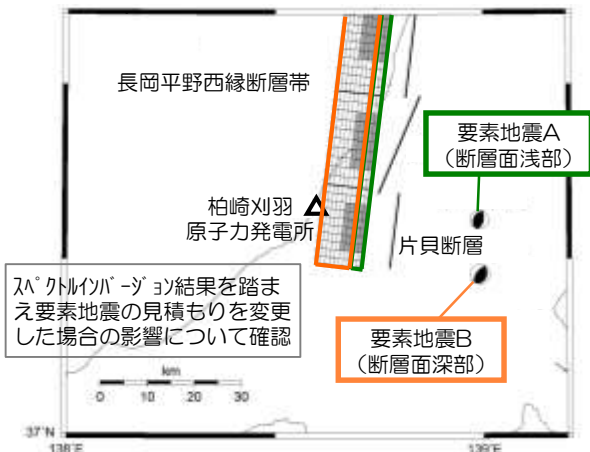 長岡平野西縁断層帯
要素地震A
（断層面浅部）
柏崎刈羽
原子力発電所
片貝断層
ｽﾍﾟｸﾄﾙｲﾝﾊﾞｰｼﾞｮﾝ結果を踏ま
え要素地震の見積もりを変更
した場合の影響について確認
要素地震B
（断層面深部）
km
0 10 20 30
37°N
138°E 139°E